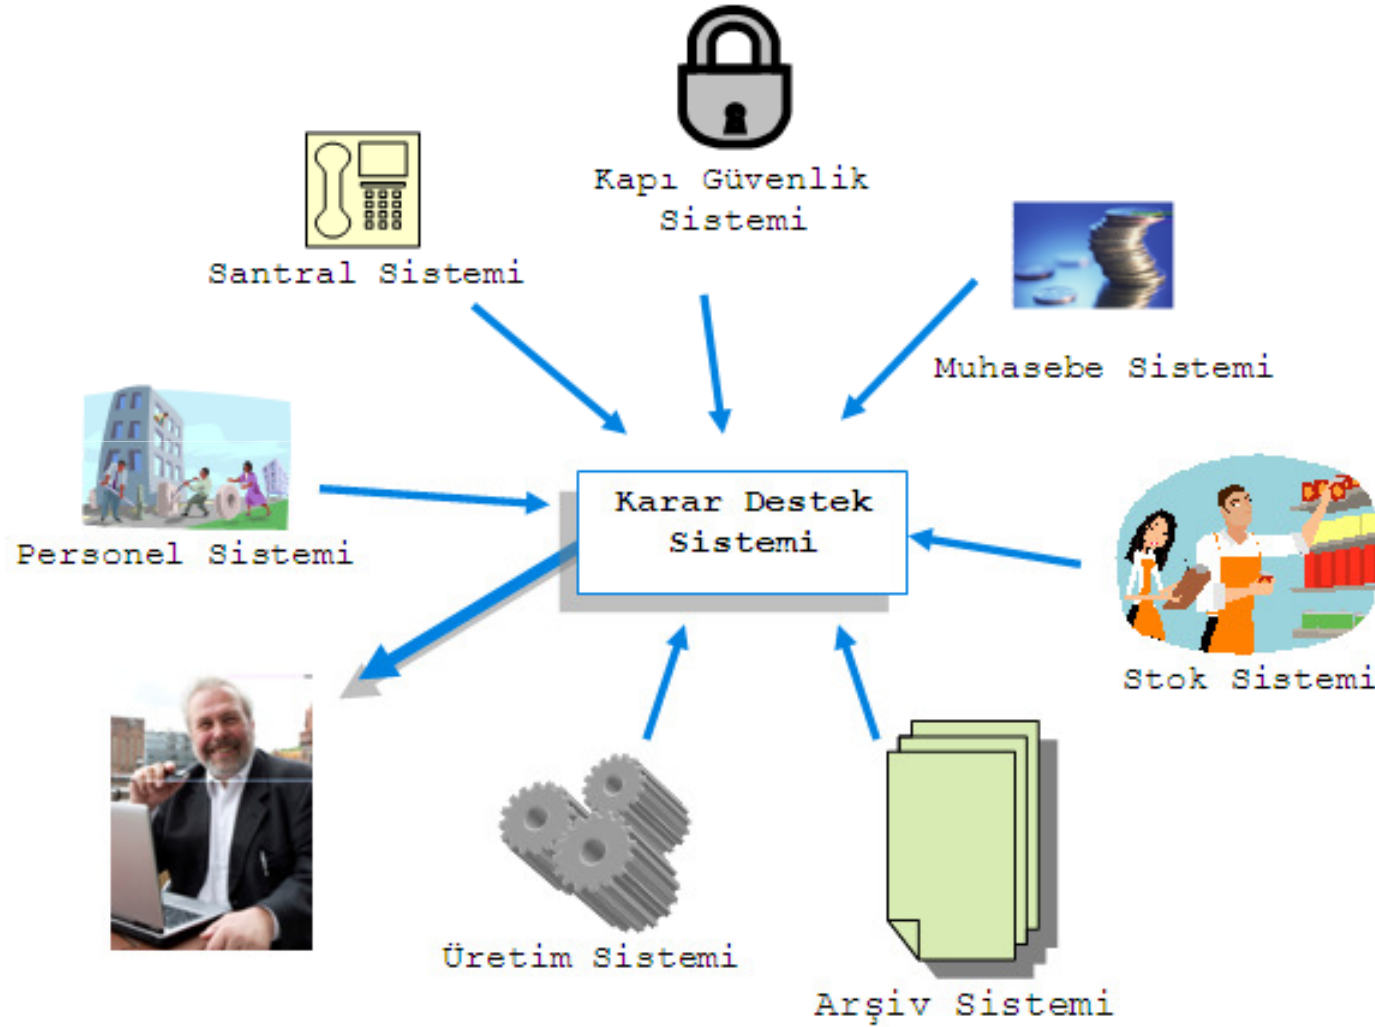 Kapı Güvenlik
Sistemi
Santral Sistemi
Muhasebe Sistemi
Karar Destek
Sistemi
Personel Sistemi
Stok Sistemi
Üretim Sistemi
Arşiv Sistemi